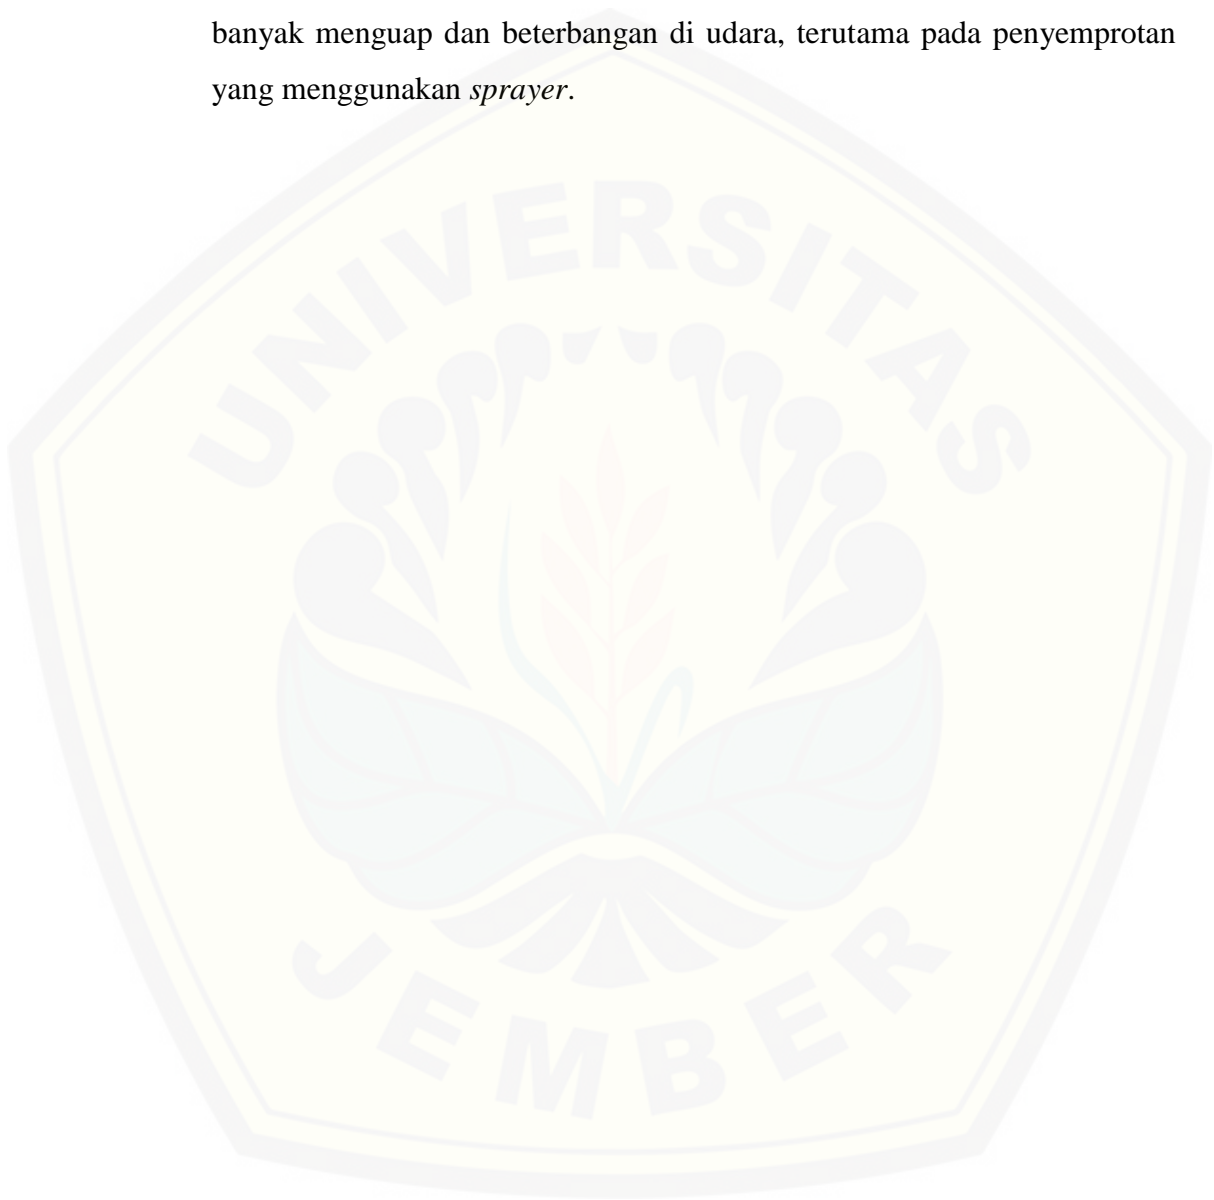 banyak menguap dan beterbangan di udara, terutama pada penyemprotan
yang menggunakan sprayer.
UNIVERSITAS
JEMBER